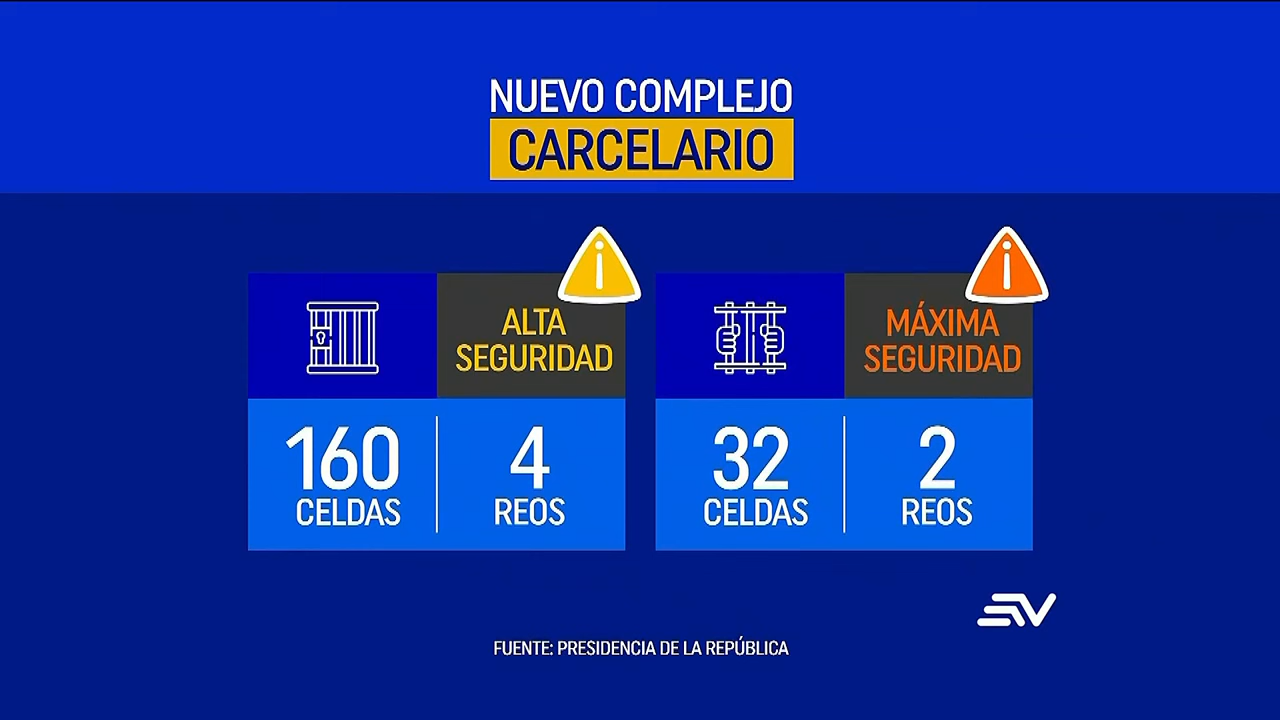 NUEVO COMPLEJO
CARCELARIO
ALTA
SEGURIDAD
160
CELDAS
4
REOS
MÁXIMA
SEGURIDAD
32
CELDAS
2
REOS
EV
FUENTE: PRESIDENCIA DE LA REPÚBLICA